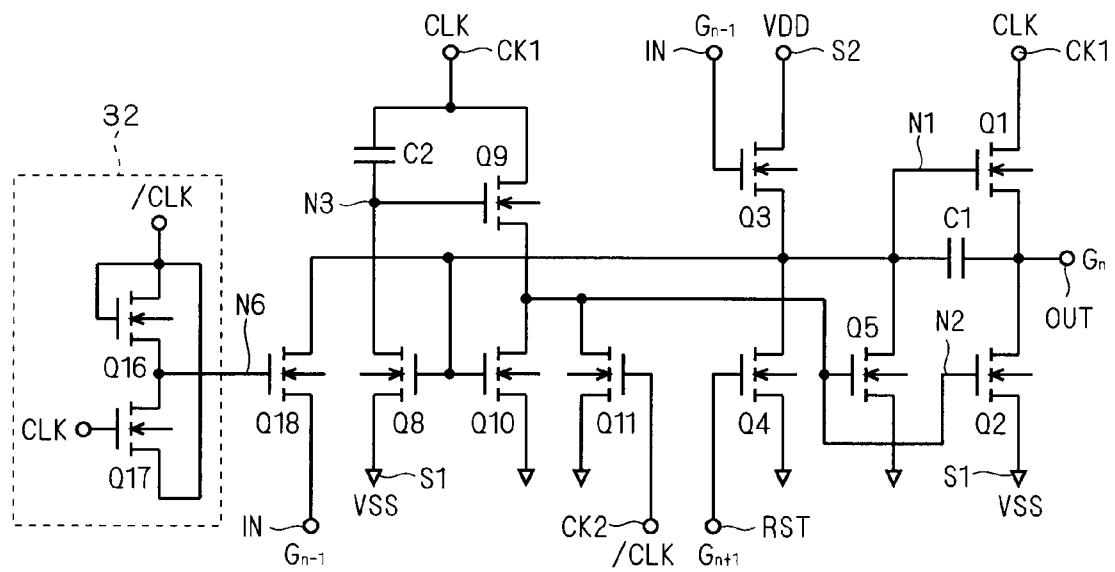 CLK
CK1
Gn-1
IN
VDD
S2
CLK
CK1
32
/CLK
C2
Q9
N3
Q3
N1
Q1
C1
Gn
OUT
Q16
N6
Q5
N2
CLK
Q17
Q18
Q8
Q10
Q11
Q4
Q2
S1
VSS
S1
VSS
IN
Gn-1
CK2
/CLK
RST
Gn+1